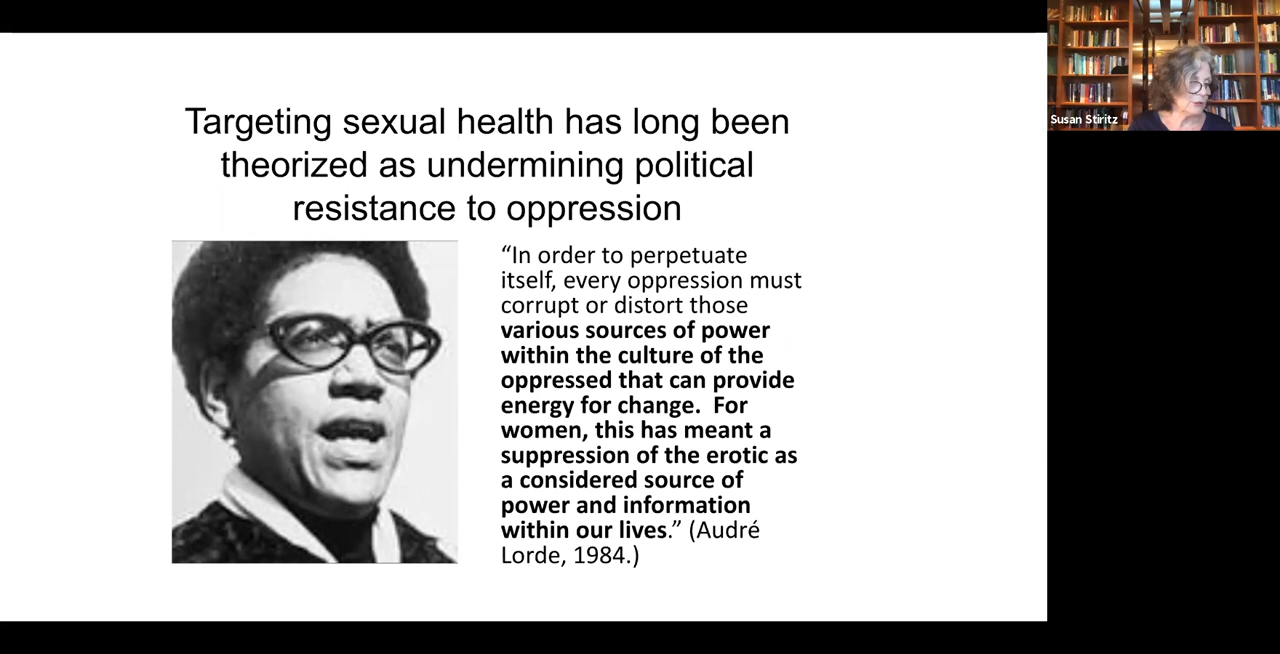 Targeting sexual health has long been
theorized as undermining political
resistance to oppression
“In order to perpetuate
itself, every oppression must
corrupt or distort those
various sources of power
within the culture of the
oppressed that can provide
energy for change.  For
women, this has meant a
suppression of the erotic as
a considered source of
power and information
within our lives.” (Audré
Lorde, 1984.)
Susan Stiritz